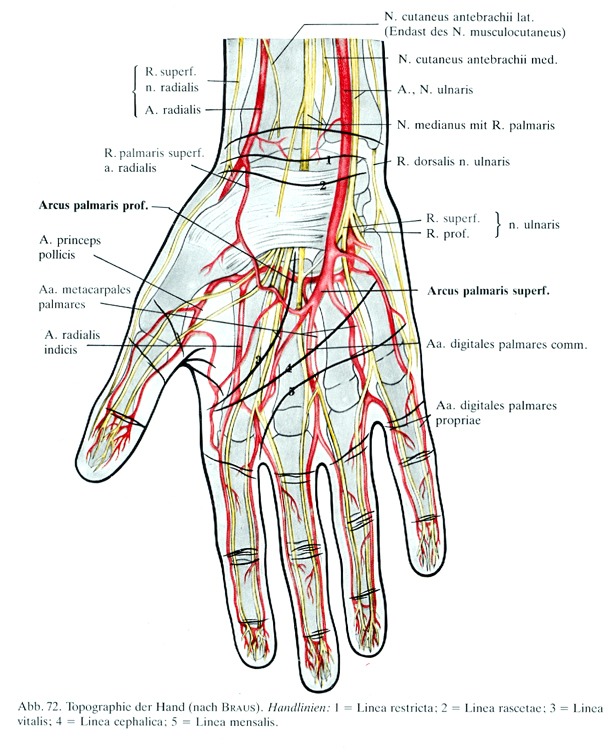 N. cutaneus antebrachii lat.
(Endast des N. musculocutaneus)
N. cutaneus antebrachii med.
R. superf.
n. radialis
A. radialis
A., N. ulnaris
N. medianus mit R. palmaris
R. palmaris superf.
a. radialis
R. dorsalis n. ulnaris
Arcus palmaris prof.
R. superf.
R. prof.
n. ulnaris
A. princeps
pollicis
Aa. metacarpales
palmares
Arcus palmaris superf.
A. radialis
indicis
Aa. digitales palmares comm.
Aa. digitales palmares
propriae
1
2
3
4
5
Abb. 72. Topographie der Hand (nach BRAUS). Handlinien: 1 = Linea restricta; 2 = Linea rascetae; 3 = Linea
vitalis; 4 = Linea cephalica; 5 = Linea mensalis.